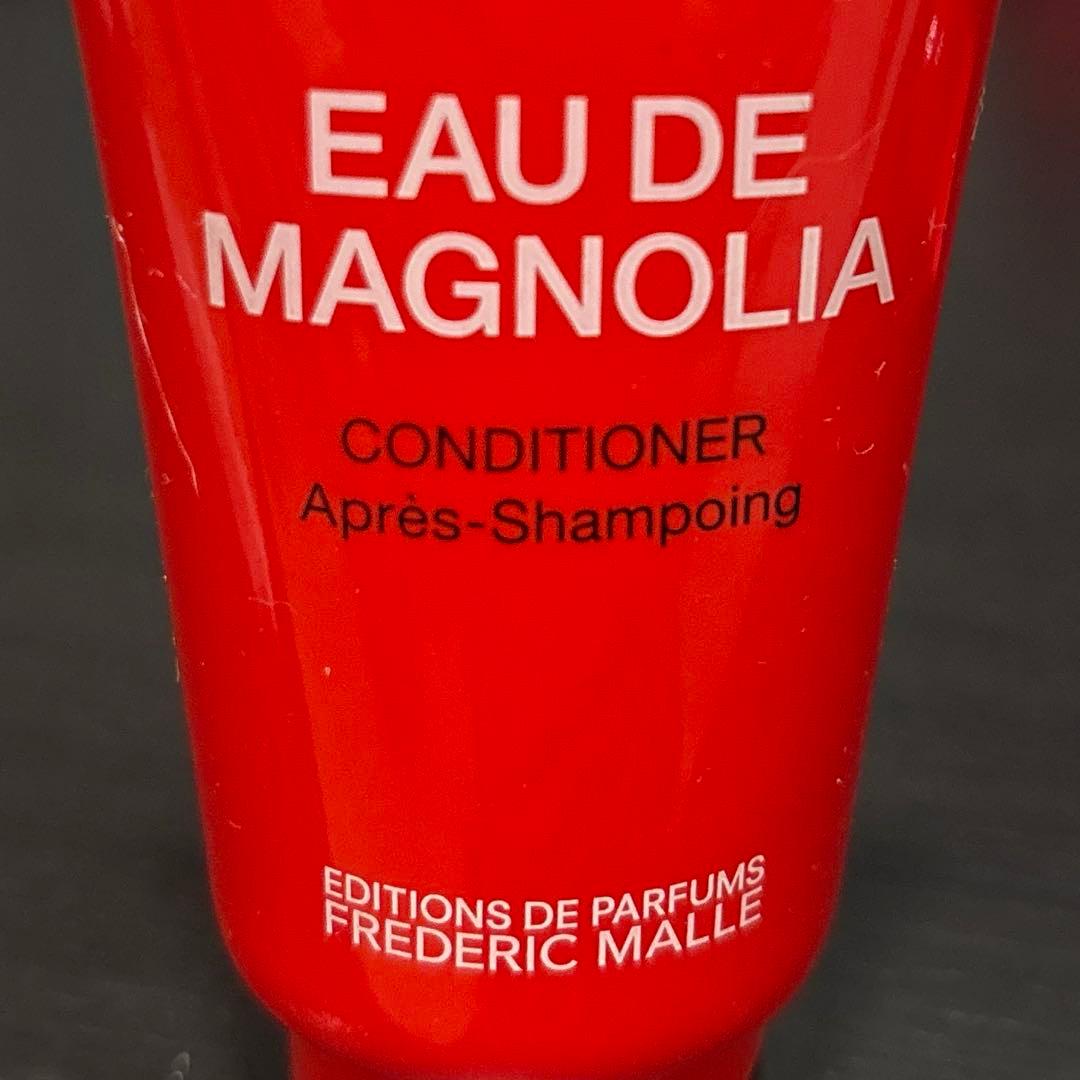 EAU DE
MAGNOLIA
CONDITIONER
Après-Shampoing
EDITIONS DE PARFUMS
FREDERIC MALLE